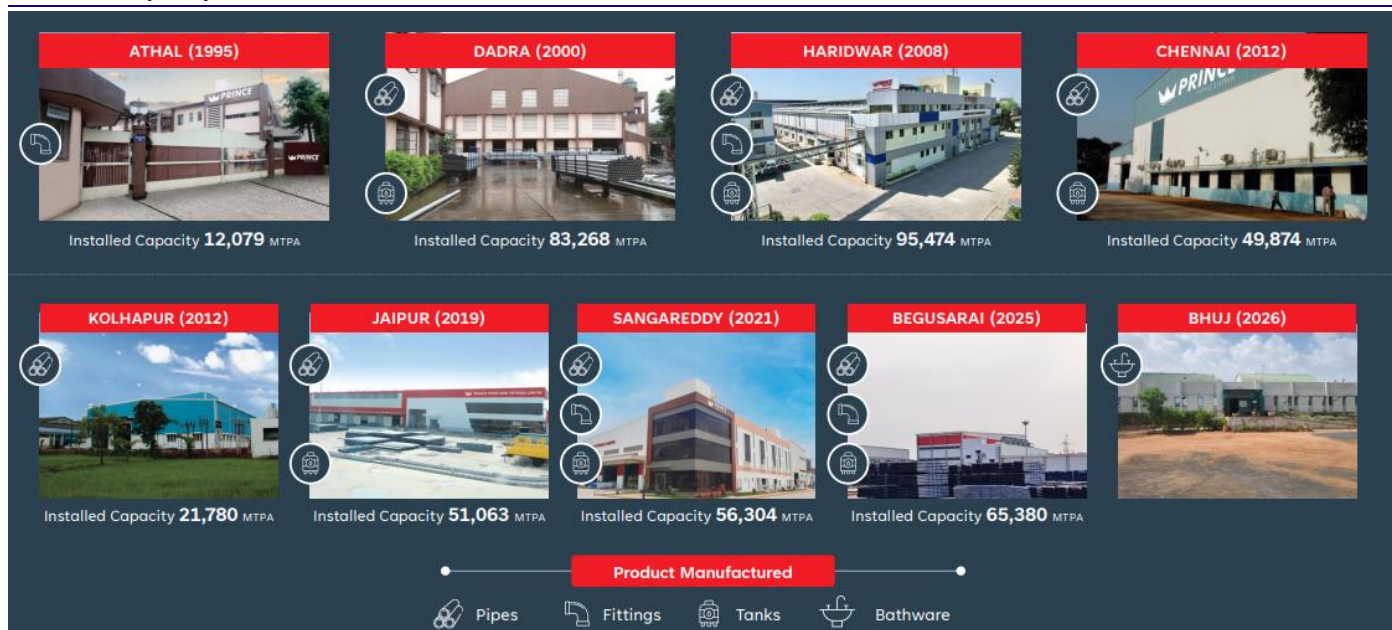 ATHAL (1995)
DADRA (2000)
HARIDWAR (2008)
CHENNAI (2012)
PRINCE
PRINCE
PRINCE
Installed Capacity 12,079 MTPA
Installed Capacity 83,268 MTPA
Installed Capacity 95,474 MTPA
Installed Capacity 49,874 MTPA
KOLHAPUR (2012)
JAIPUR (2019)
SANGAREDDY (2021)
BEGUSARAI (2025)
BHUJ (2026)
Installed Capacity 21,780 MTPA
Installed Capacity 51,063 MTPA
Installed Capacity 56,304 MTPA
Installed Capacity 65,380 MTPA
Product Manufactured
Pipes
Fittings
Tanks
Bathware